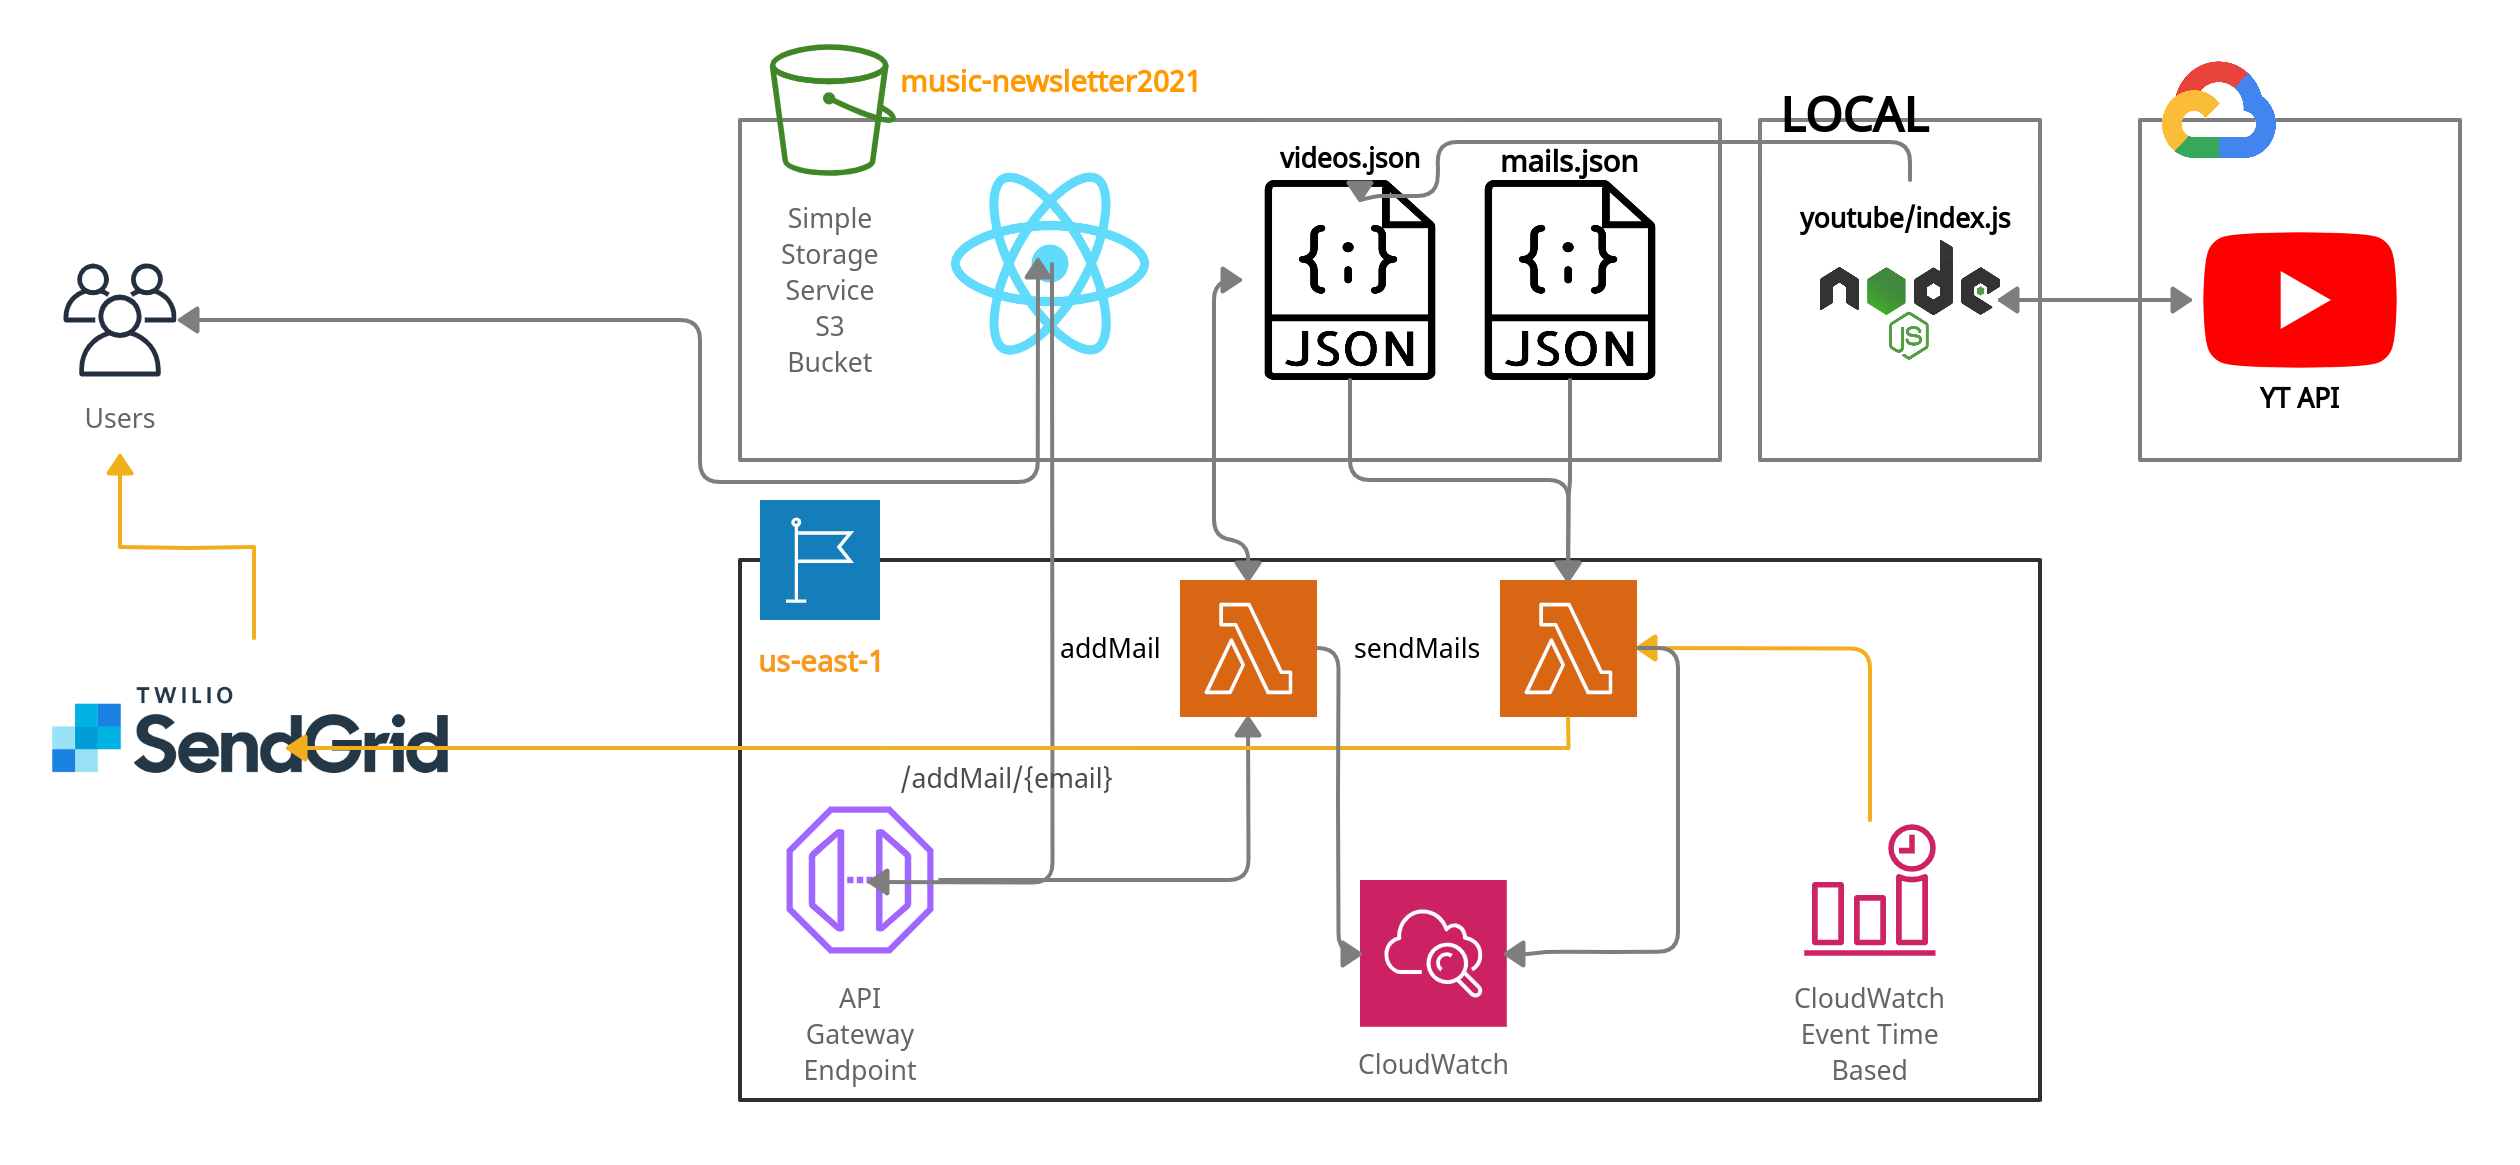 music-newsletter2021
LOCAL
videos.json
mails.json
Simple
Storage
Service
S3
Bucket
{;}
JSON
{;}
JSON
youtube/index.js
node
JS
YT API
Users
us-east-1
addMail
sendMails
TWILIO
SendGrid
/addMail/{email}
API
Gateway
Endpoint
CloudWatch
CloudWatch
Event Time
Based